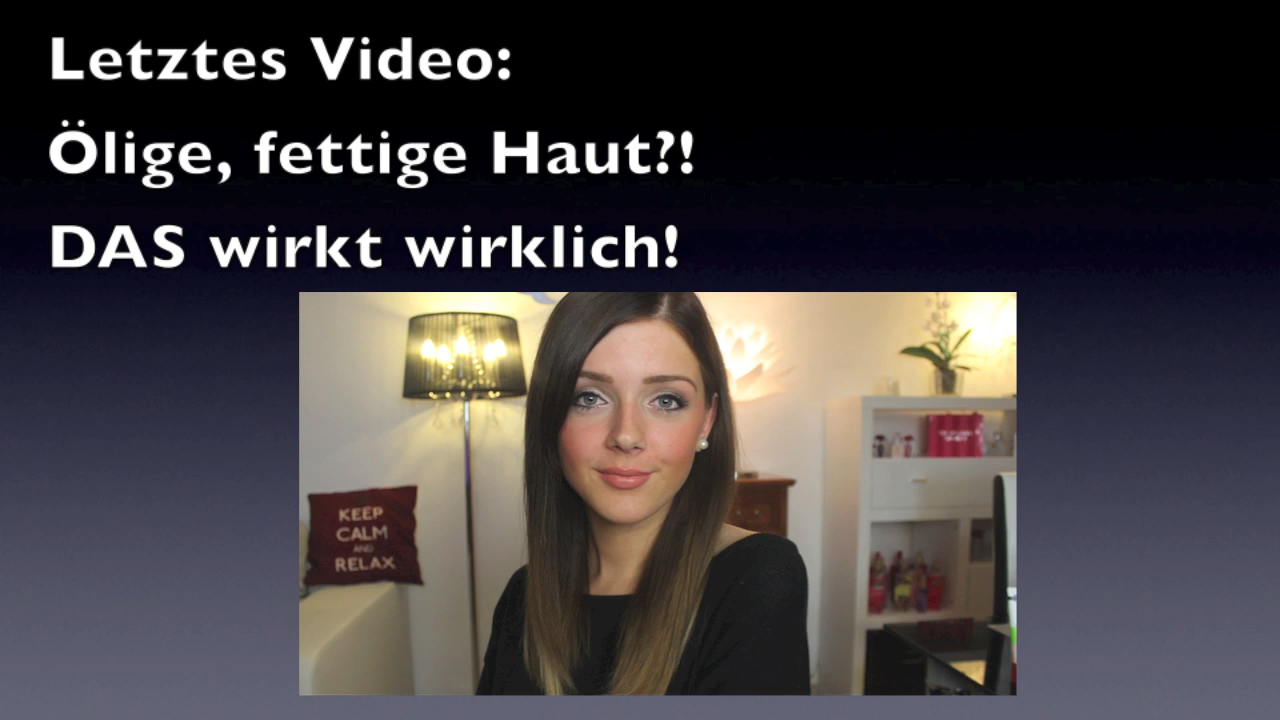 Letztes Video:
Ölige, fettige Haut?!
DAS wirkt wirklich!
KEEP
CALM
AND
RELAX